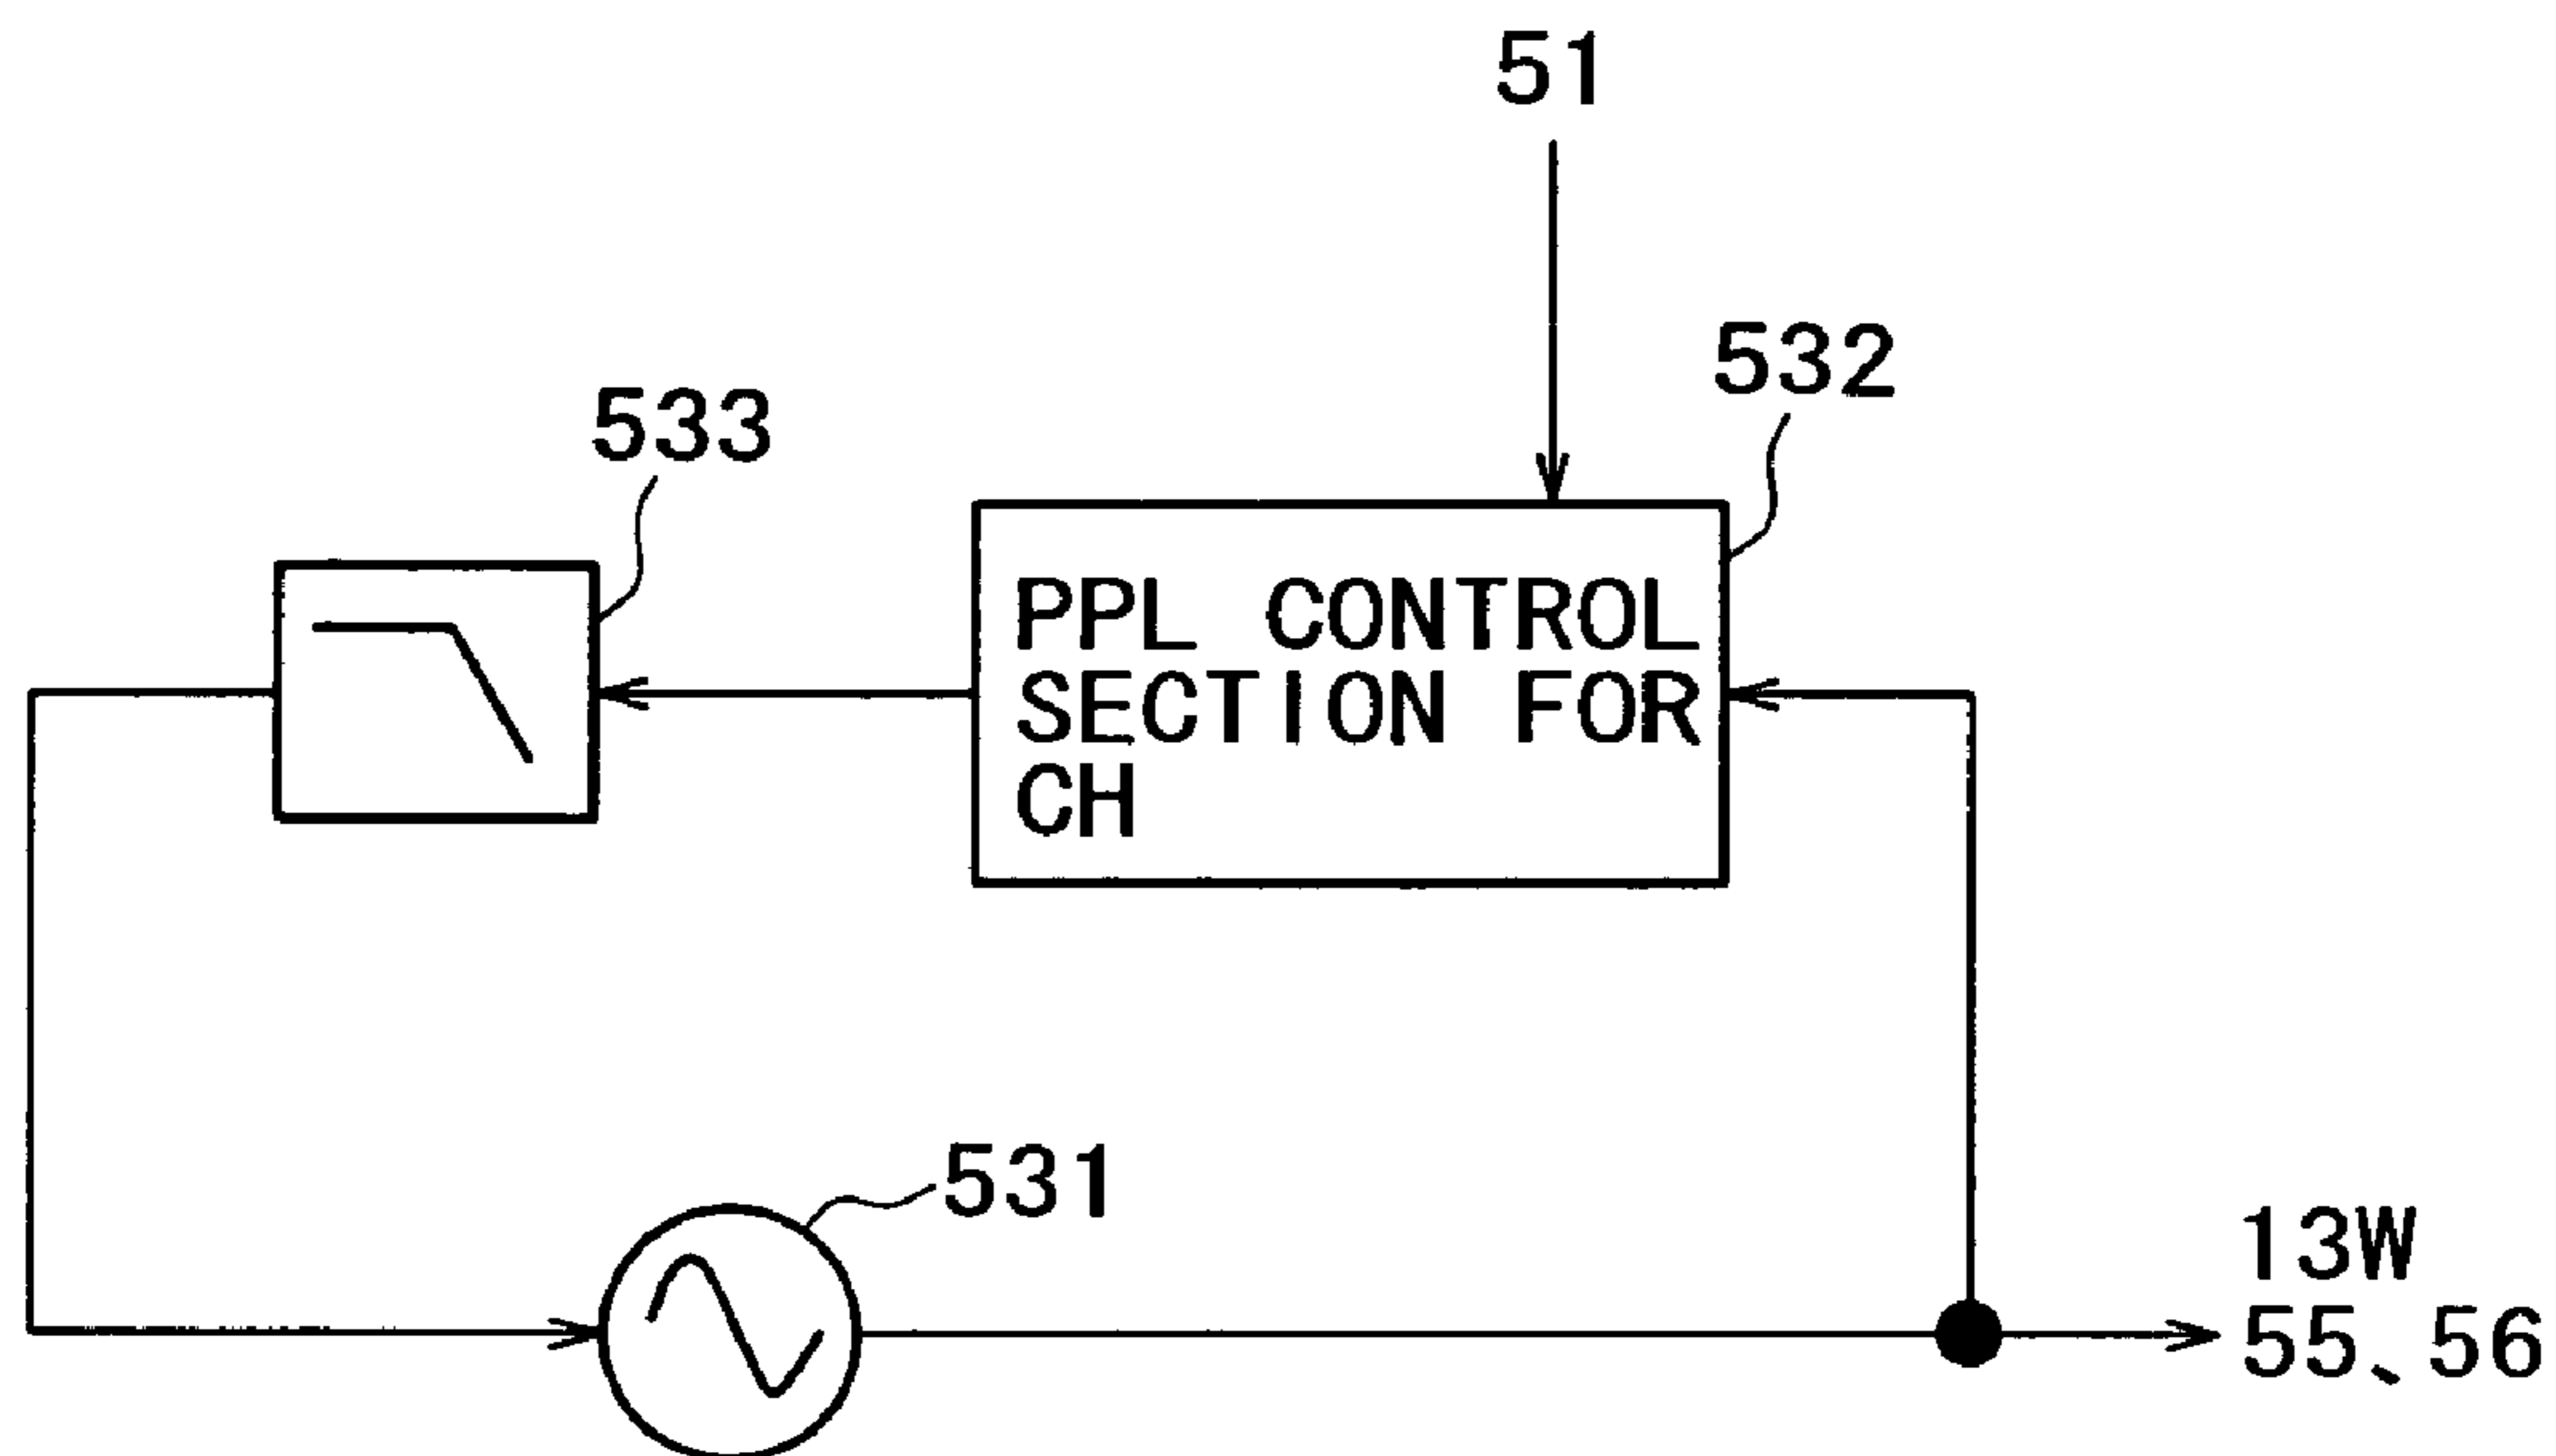 51
532
533
PPL CONTROL
SECTION FOR
CH
531
13W
55、56